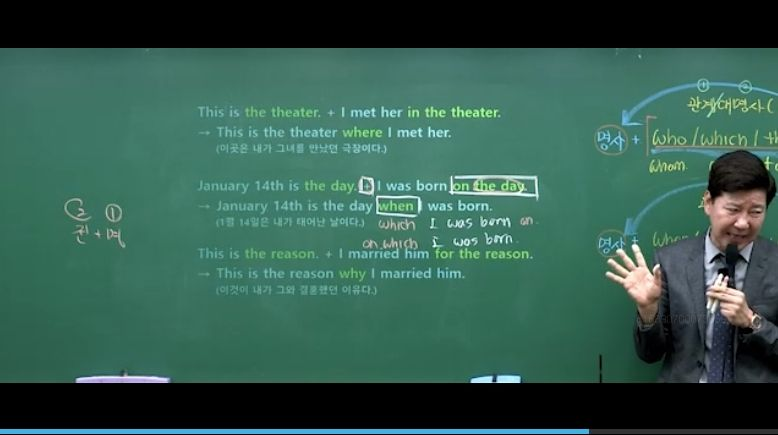 This is the theater. + I met her in the theater.
→ This is the theater where I met her.
(이곳은 내가 그녀를 만났던 극장이다.)
January 14th is the day. + I was born on the day.
→ January 14th is the day when I was born.
(1월 14일은 내가 태어난 날이다.)
which I was born on.
on which I was born.
This is the reason. + I married him for the reason.
→ This is the reason why I married him.
(이것이 내가 그와 결혼했던 이유다.)
② ①
전+관
① ②
관계/대명사 (
명사 + who / which / th
whom
명사 +